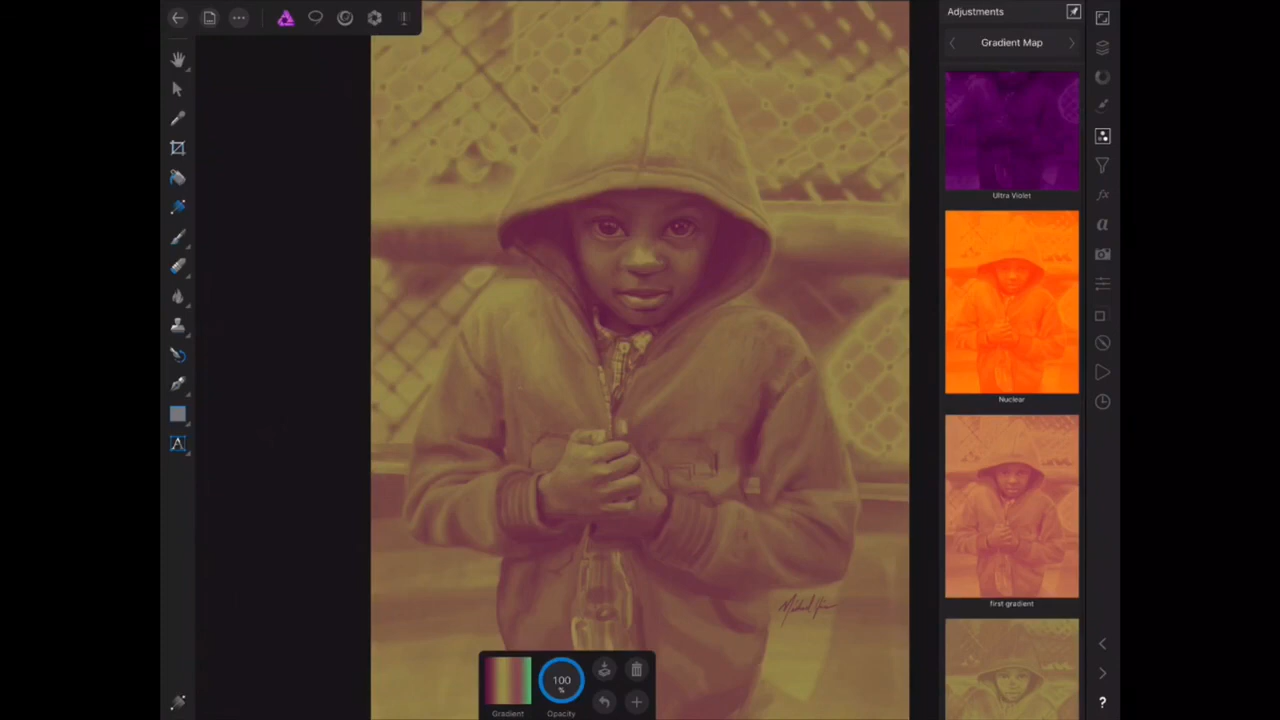 Adjustments
Gradient Map
Ultra Violet
Nuclear
first gradient
100
%
Gradient
Opacity